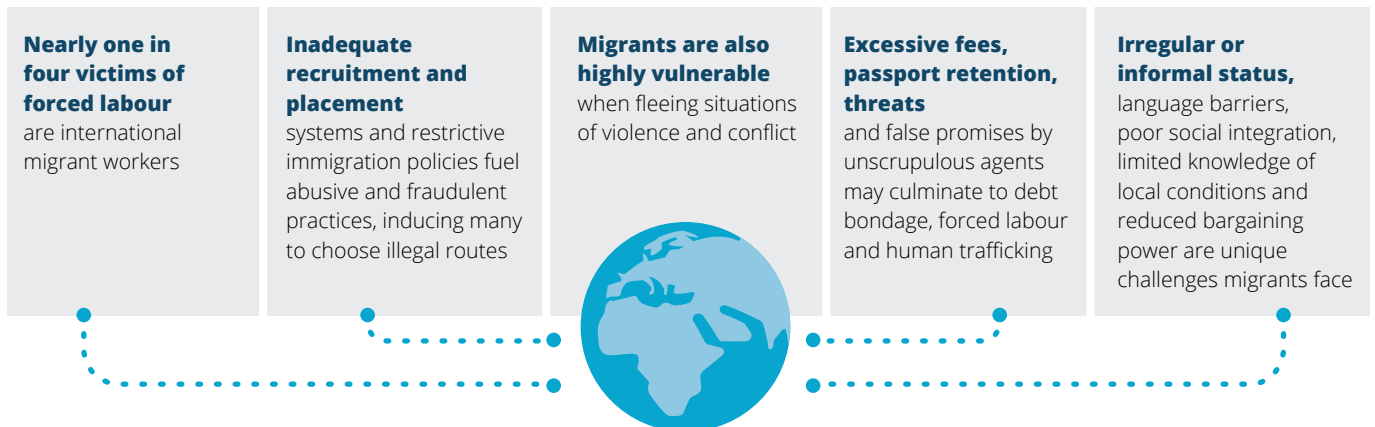 Nearly one in
four victims of
forced labour
are international
migrant workers
Inadequate
recruitment and
placement
systems and restrictive
immigration policies fuel
abusive and fraudulent
practices, inducing many
to choose illegal routes
Migrants are also
highly vulnerable
when fleeing situations
of violence and conflict
Excessive fees,
passport retention,
threats
and false promises by
unscrupulous agents
may culminate to debt
bondage, forced labour
and human trafficking
Irregular or
informal status,
language barriers,
poor social integration,
limited knowledge of
local conditions and
reduced bargaining
power are unique
challenges migrants face